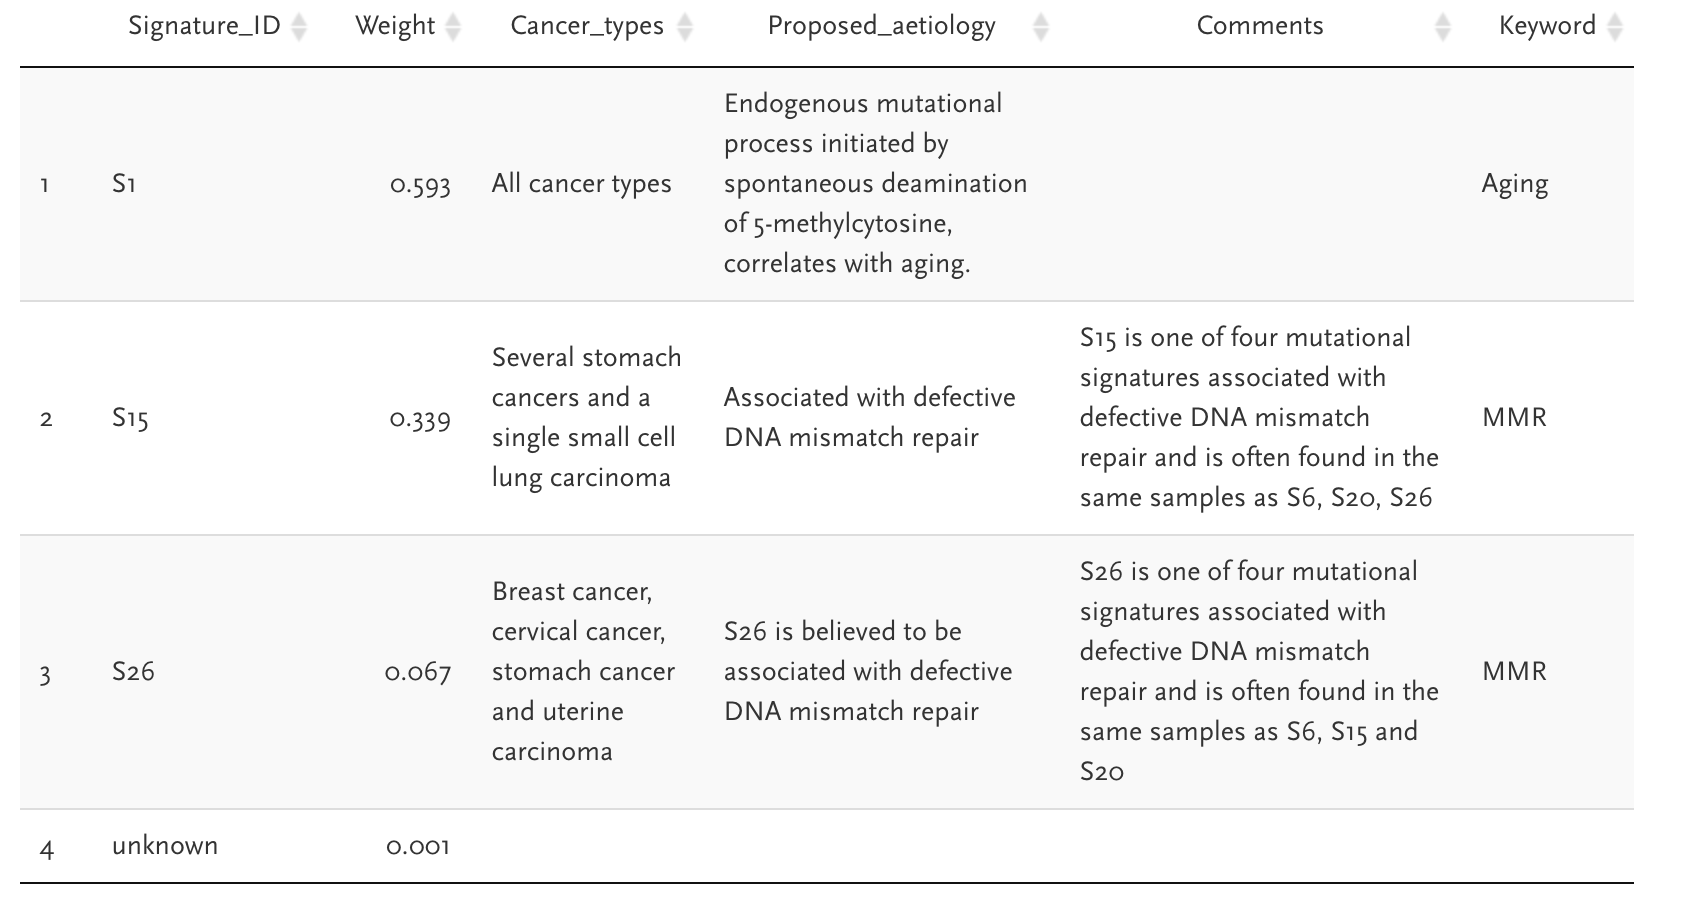 Signature_ID Weight Cancer_types Proposed_aetiology Comments Keyword
1 S1 0.593 All cancer types
Endogenous mutational
process initiated by
spontaneous deamination
of 5-methylcytosine,
correlates with aging.
Aging
2 S15 0.339
Several stomach
cancers and a
single small cell
lung carcinoma
Associated with defective
DNA mismatch repair
S15 is one of four mutational
signatures associated with
defective DNA mismatch
repair and is often found in the
same samples as S6, S20, S26
MMR
3 S26 0.067
Breast cancer,
cervical cancer,
stomach cancer
and uterine
carcinoma
S26 is believed to be
associated with defective
DNA mismatch repair
S26 is one of four mutational
signatures associated with
defective DNA mismatch
repair and is often found in the
same samples as S6, S15 and
S20
MMR
4 unknown 0.001